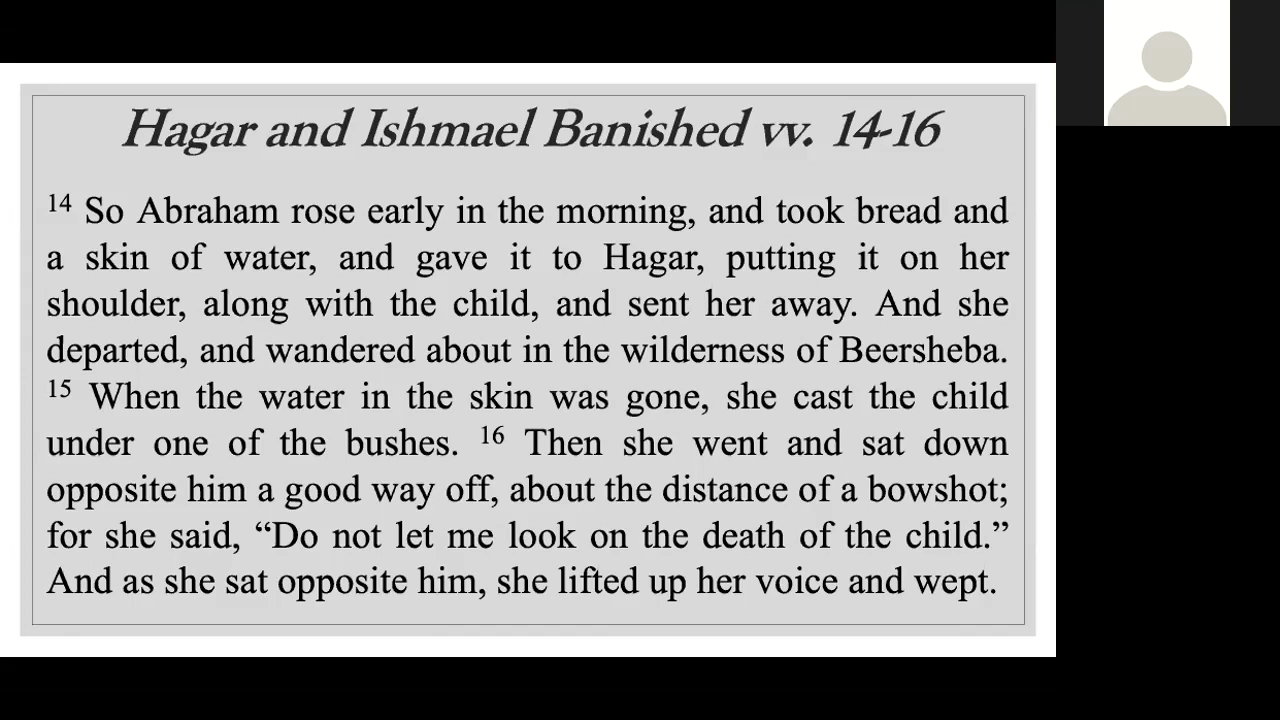 Hagar and Ishmael Banished vv. 14-16
14 So Abraham rose early in the morning, and took bread and
a skin of water, and gave it to Hagar, putting it on her
shoulder, along with the child, and sent her away. And she
departed, and wandered about in the wilderness of Beersheba.
15 When the water in the skin was gone, she cast the child
under one of the bushes. 16 Then she went and sat down
opposite him a good way off, about the distance of a bowshot;
for she said, “Do not let me look on the death of the child.”
And as she sat opposite him, she lifted up her voice and wept.